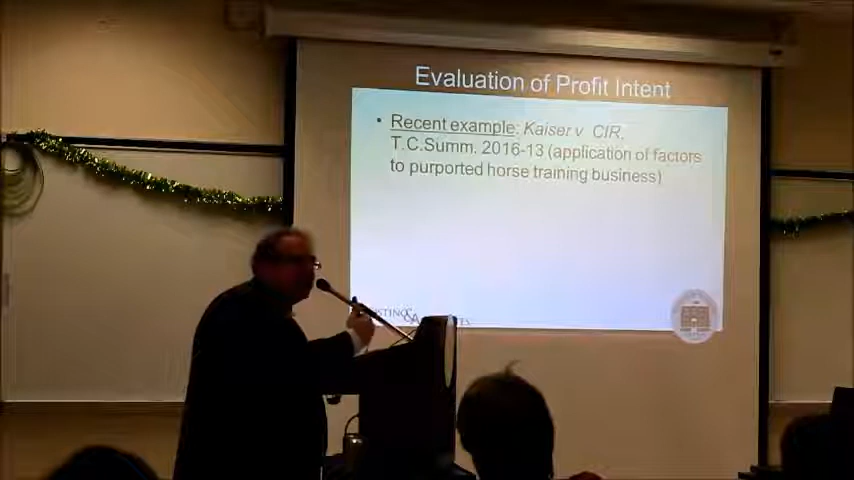 Evaluation of Profit Intent
• Recent example: Kaiser v CIR,
T.C.Summ. 2016-13 (application of factors
to purported horse training business)